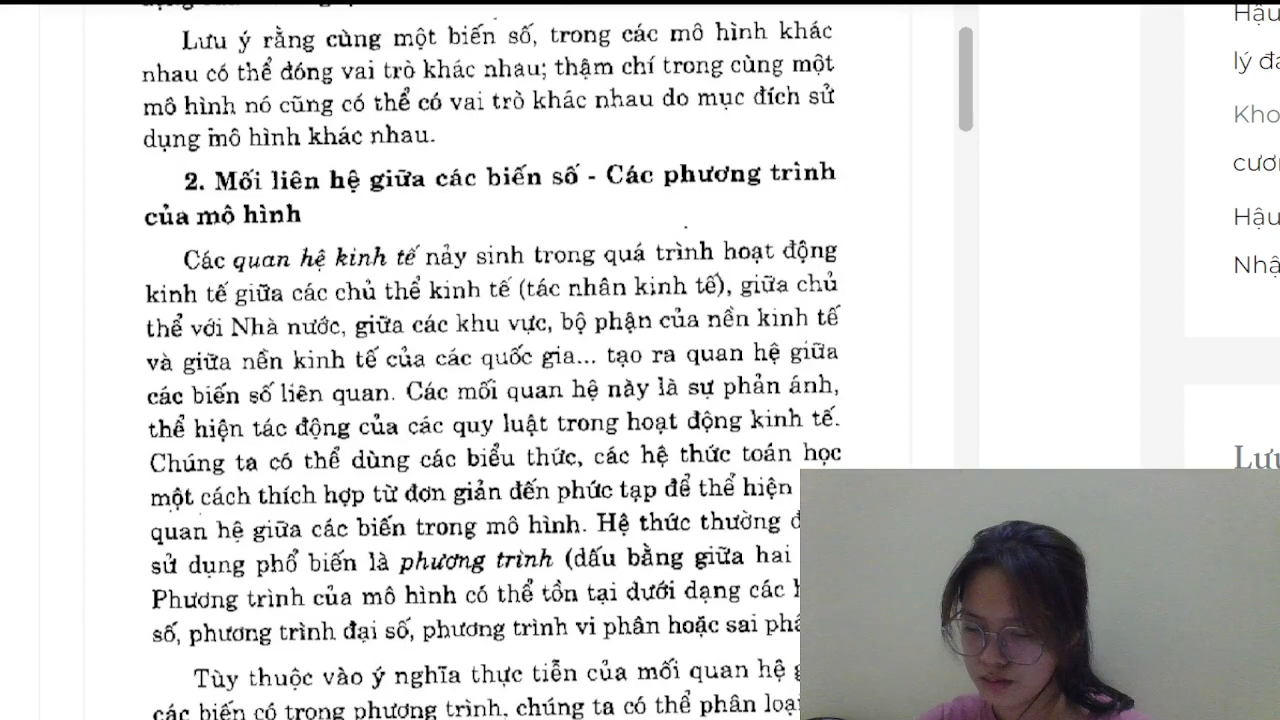 Lưu ý rằng cùng một biến số, trong các mô hình khác
nhau có thể đóng vai trò khác nhau; thậm chí trong cùng một
mô hình nó cũng có thể có vai trò khác nhau do mục đích sử
dụng mô hình khác nhau.
2. Mối liên hệ giữa các biến số - Các phương trình
của mô hình
Các quan hệ kinh tế nảy sinh trong quá trình hoạt động
kinh tế giữa các chủ thể kinh tế (tác nhân kinh tế), giữa chủ
thể với Nhà nước, giữa các khu vực, bộ phận của nền kinh tế
và giữa nền kinh tế của các quốc gia... tạo ra quan hệ giữa
các biến số liên quan. Các mối quan hệ này là sự phản ánh,
thể hiện tác động của các quy luật trong hoạt động kinh tế.
Chúng ta có thể dùng các biểu thức, các hệ thức toán học
một cách thích hợp từ đơn giản đến phức tạp để thể hiện
quan hệ giữa các biến trong mô hình. Hệ thức thường
sử dụng phổ biến là phương trình (dấu bằng giữa hai
Phương trình của mô hình có thể tồn tại dưới dạng các
số, phương trình đại số, phương trình vi phân hoặc sai
Tùy thuộc vào ý nghĩa thực tiễn của mối quan hệ
các biến có trong phương trình, chúng ta có thể phân loại
Hậu
lý
Kho
Hậu